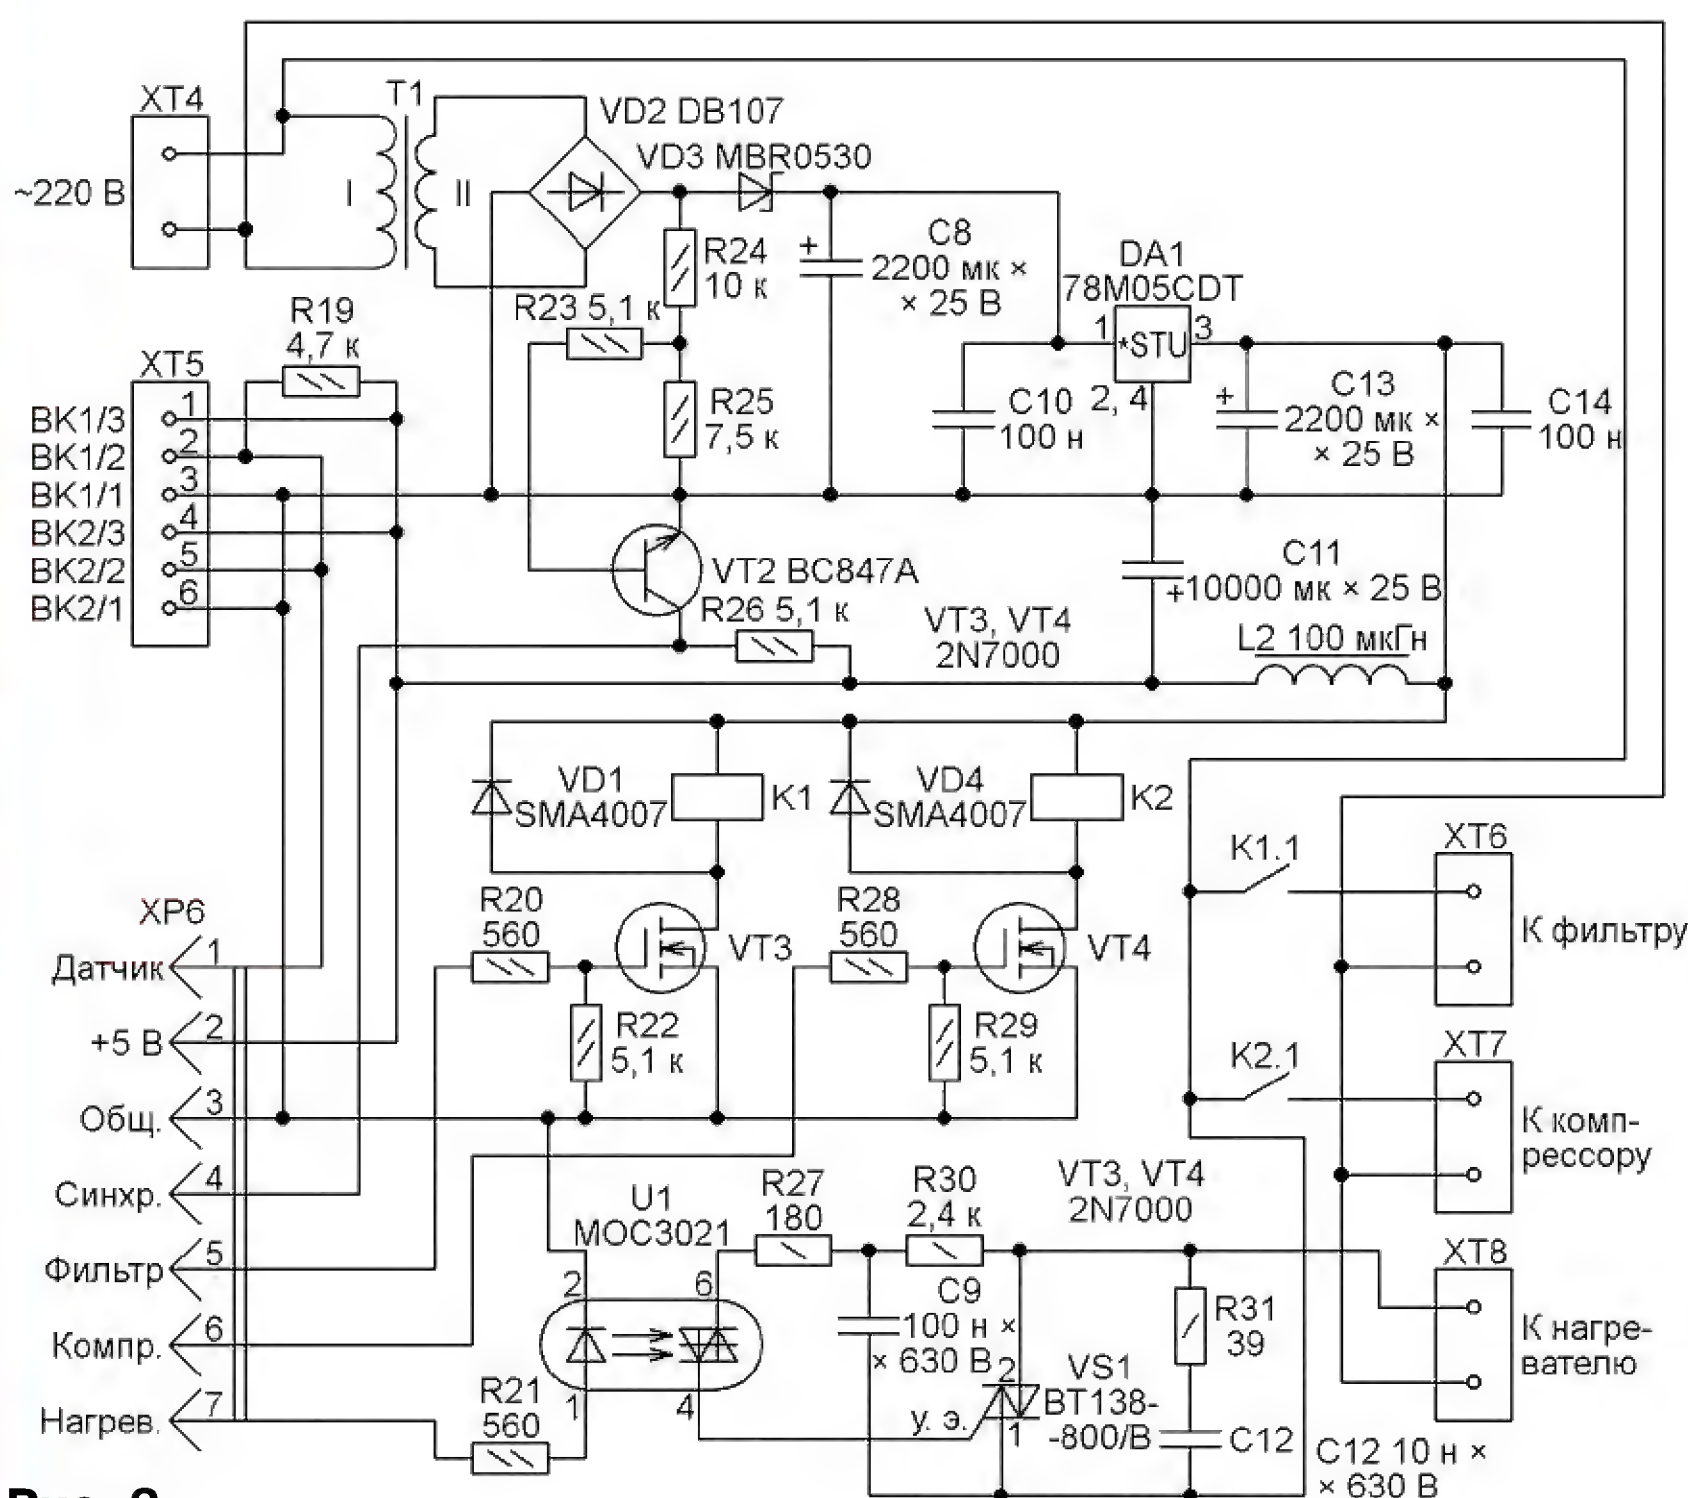 XT4
T1
VD2 DB107
VD3 MBR0530
~220 В
I
II
+
C8
2200 мк ×
× 25 В
R24
10 к
R23 5,1 к
DA1
78M05CDT
1
*STU
3
2, 4
R19
4,7 к
XT5
BK1/3
1
BK1/2
2
BK1/1
3
BK2/3
4
BK2/2
5
BK2/1
6
R25
7,5 к
C10
100 н
+
C13
2200 мк ×
× 25 В
C14
100 н
VT2 BC847A
R26 5,1 к
C11
+10000 мк × 25 В
VT3, VT4
2N7000
L2 100 мкГн
VD1
SMA4007
K1
VD4
SMA4007
K2
K1.1
XT6
К фильтру
XP6
Датчик
1
+5 В
2
Общ.
3
Синхр.
4
Фильтр
5
Компр.
6
Нагрев.
7
R20
560
VT3
R28
560
VT4
R22
5,1 к
R29
5,1 к
K2.1
XT7
К комп-
рессору
U1
MOC3021
R27
180
R30
2,4 к
VT3, VT4
2N7000
XT8
К нагре-
вателю
2
6
1
4
C9
100 н ×
× 630 В
R31
39
R21
560
у. э.
2
1
VS1
BT138-
-800/В
C12
C12 10 н ×
× 630 В